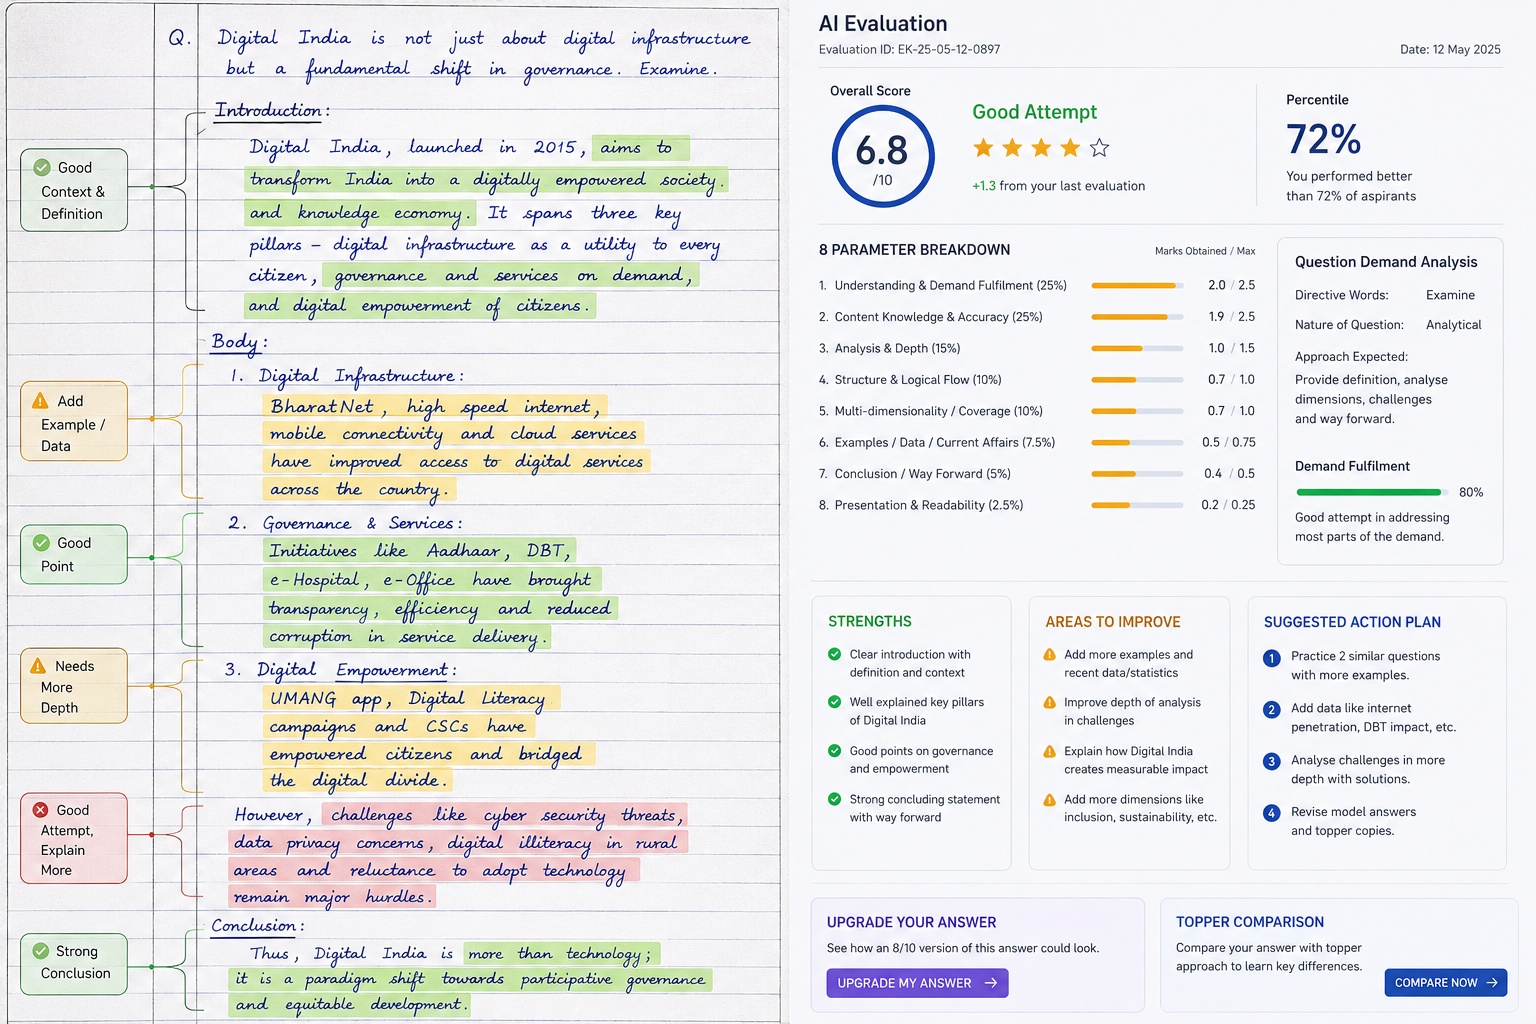 Q. Digital India is not just about digital infrastructure
but a fundamental shift in governance. Examine.
Introduction:
Digital India, launched in 2015, aims to
transform India into a digitally empowered society.
and knowledge economy. It spans three key
pillars – digital infrastructure as a utility to every
citizen, governance and services on demand,
and digital empowerment of citizens.
Body:
1. Digital Infrastructure:
BharatNet, high speed internet,
mobile connectivity and cloud services
have improved access to digital services
across the country.
2. Governance & Services:
Initiatives like Aadhaar, DBT,
e-Hospital, e-Office have brought
transparency, efficiency and reduced
corruption in service delivery.
3. Digital Empowerment:
UMANG app, Digital Literacy
campaigns and CSCs have
empowered citizens and bridged
the digital divide.
However, challenges like cyber security threats,
data privacy concerns, digital illiteracy in rural
areas and reluctance to adopt technology
remain major hurdles.
Conclusion:
Thus, Digital India is more than technology;
it is a paradigm shift towards participative governance
and equitable development.
Good
Context &
Definition
Add
Example /
Data
Good
Point
Needs
More
Depth
Good
Attempt,
Explain
More
Strong
Conclusion
AI Evaluation
Evaluation ID: EK-25-05-12-0897
Date: 12 May 2025
Overall Score
6.8
/10
Good Attempt
+1.3 from your last evaluation
Percentile
72%
You performed better
than 72% of aspirants
8 PARAMETER BREAKDOWN
Marks Obtained / Max
1. Understanding & Demand Fulfilment (25%) 2.0 / 2.5
2. Content Knowledge & Accuracy (25%) 1.9 / 2.5
3. Analysis & Depth (15%) 1.0 / 1.5
4. Structure & Logical Flow (10%) 0.7 / 1.0
5. Multi-dimensionality / Coverage (10%) 0.7 / 1.0
6. Examples / Data / Current Affairs (7.5%) 0.5 / 0.75
7. Conclusion / Way Forward (5%) 0.4 / 0.5
8. Presentation & Readability (2.5%) 0.2 / 0.25
Question Demand Analysis
Directive Words: Examine
Nature of Question: Analytical
Approach Expected:
Provide definition, analyse
dimensions, challenges
and way forward.
Demand Fulfilment
80%
Good attempt in addressing
most parts of the demand.
STRENGTHS
Clear introduction with
definition and context
Well explained key pillars
of Digital India
Good points on governance
and empowerment
Strong concluding statement
with way forward
AREAS TO IMPROVE
Add more examples and
recent data/statistics
Improve depth of analysis
in challenges
Explain how Digital India
creates measurable impact
Add more dimensions like
inclusion, sustainability, etc.
SUGGESTED ACTION PLAN
1 Practice 2 similar questions
with more examples.
2 Add data like internet
penetration, DBT impact, etc.
3 Analyse challenges in more
depth with solutions.
4 Revise model answers
and topper copies.
UPGRADE YOUR ANSWER
See how an 8/10 version of this answer could look.
UPGRADE MY ANSWER →
TOPPER COMPARISON
Compare your answer with topper
approach to learn key differences.
COMPARE NOW →